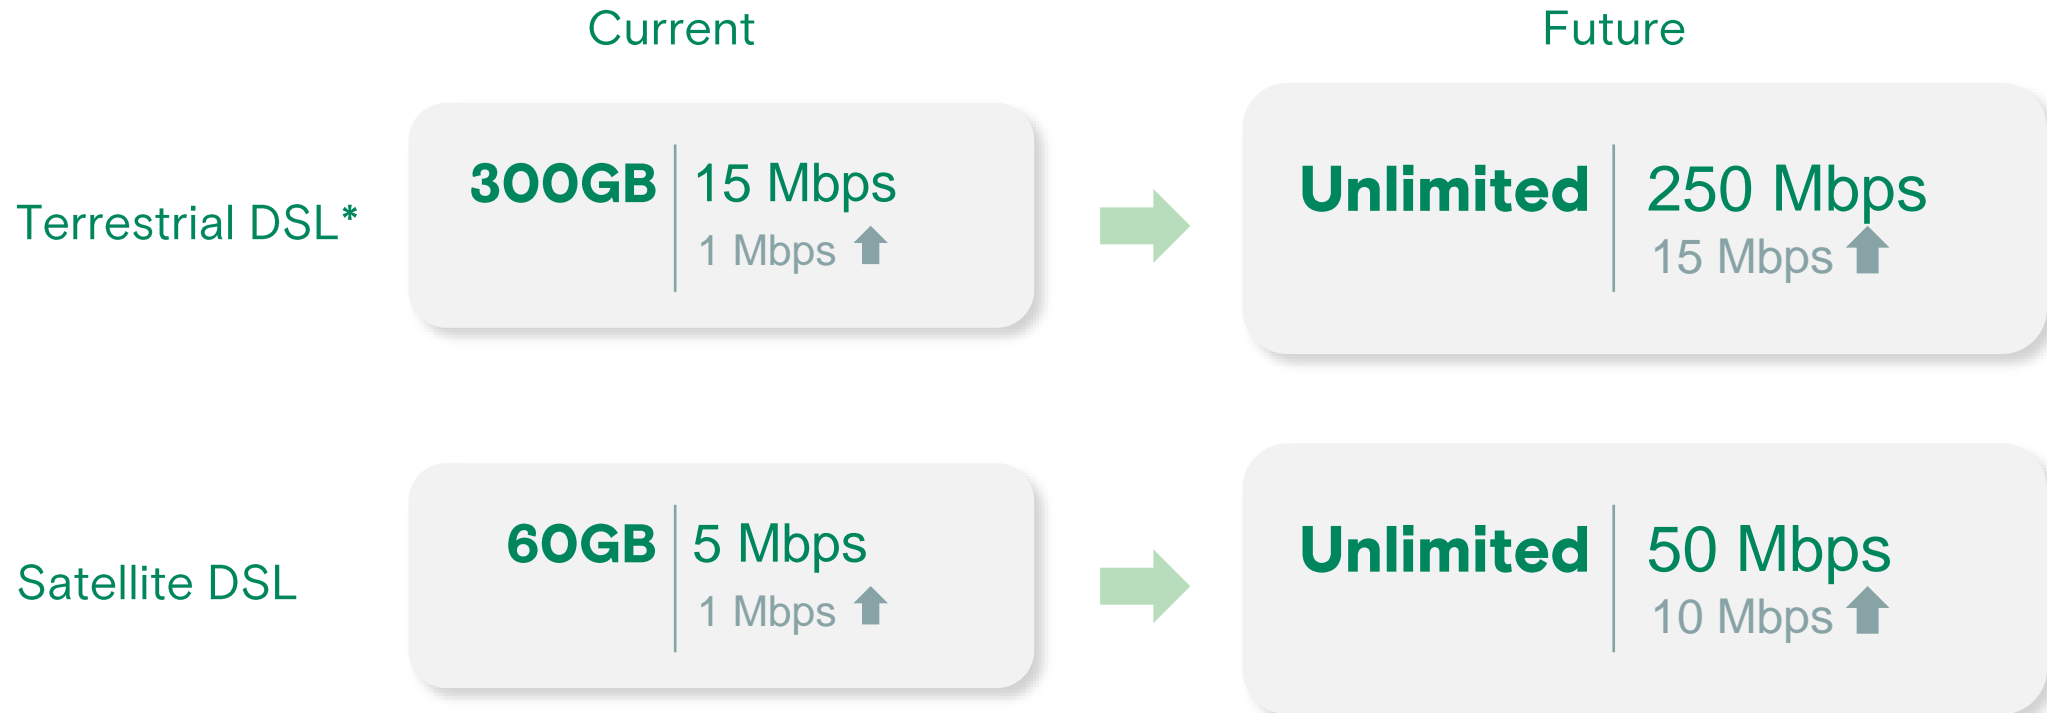 Current
Future
Terrestrial DSL*
300GB
15 Mbps
1 Mbps
Unlimited
250 Mbps
15 Mbps
Satellite DSL
60GB
5 Mbps
1 Mbps
Unlimited
50 Mbps
10 Mbps